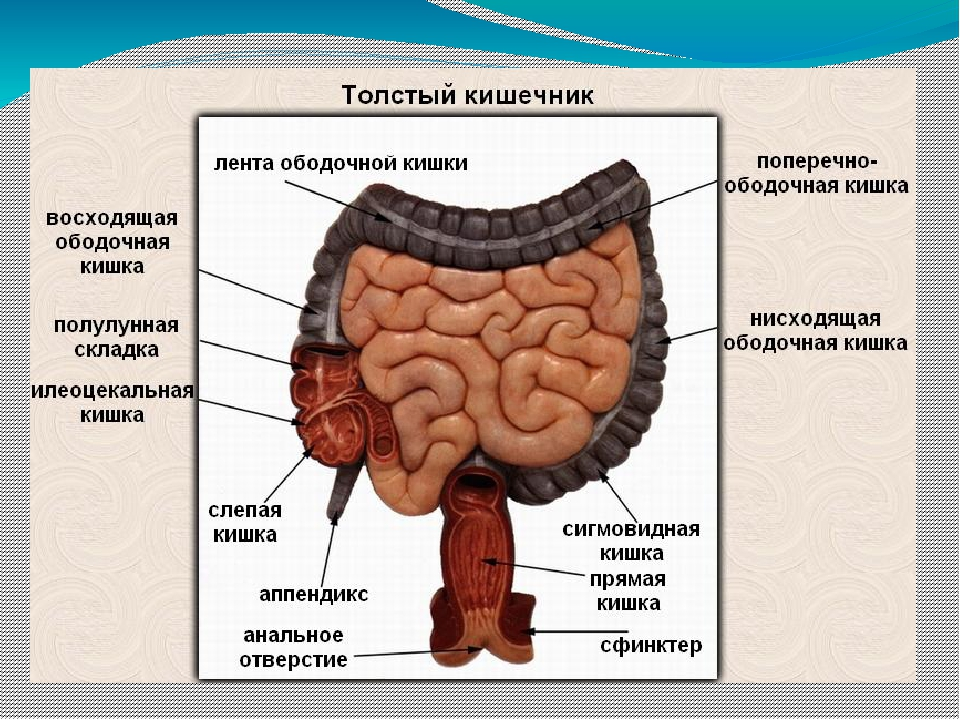 Толстый кишечник
лента ободочной кишки
поперечно-
ободочная кишка
восходящая
ободочная
кишка
полулунная
складка
нисходящая
ободочная кишка
илеоцекальная
кишка
слепая
кишка
сигмовидная
кишка
прямая
кишка
аппендикс
анальное
отверстие
сфинктер